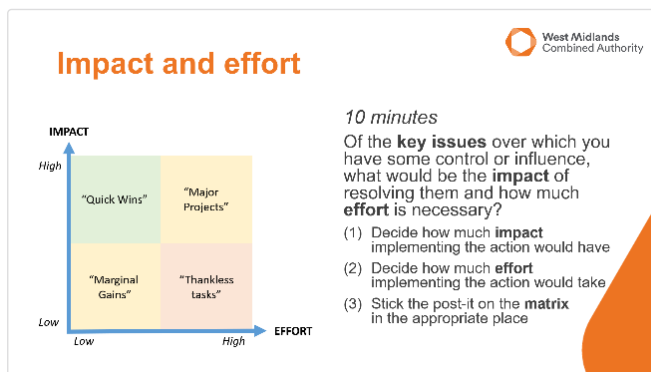 West Midlands
Combined Authority
Impact and effort
10 minutes
Of the key issues over which you
have some control or influence,
what would be the impact of
resolving them and how much
effort is necessary?
(1) Decide how much impact
implementing the action would have
(2) Decide how much effort
implementing the action would take
(3) Stick the post-it on the matrix
in the appropriate place
IMPACT
High
"Quick Wins"
"Major
Projects"
"Marginal
Gains"
"Thankless
tasks"
Low
Low
High
EFFORT